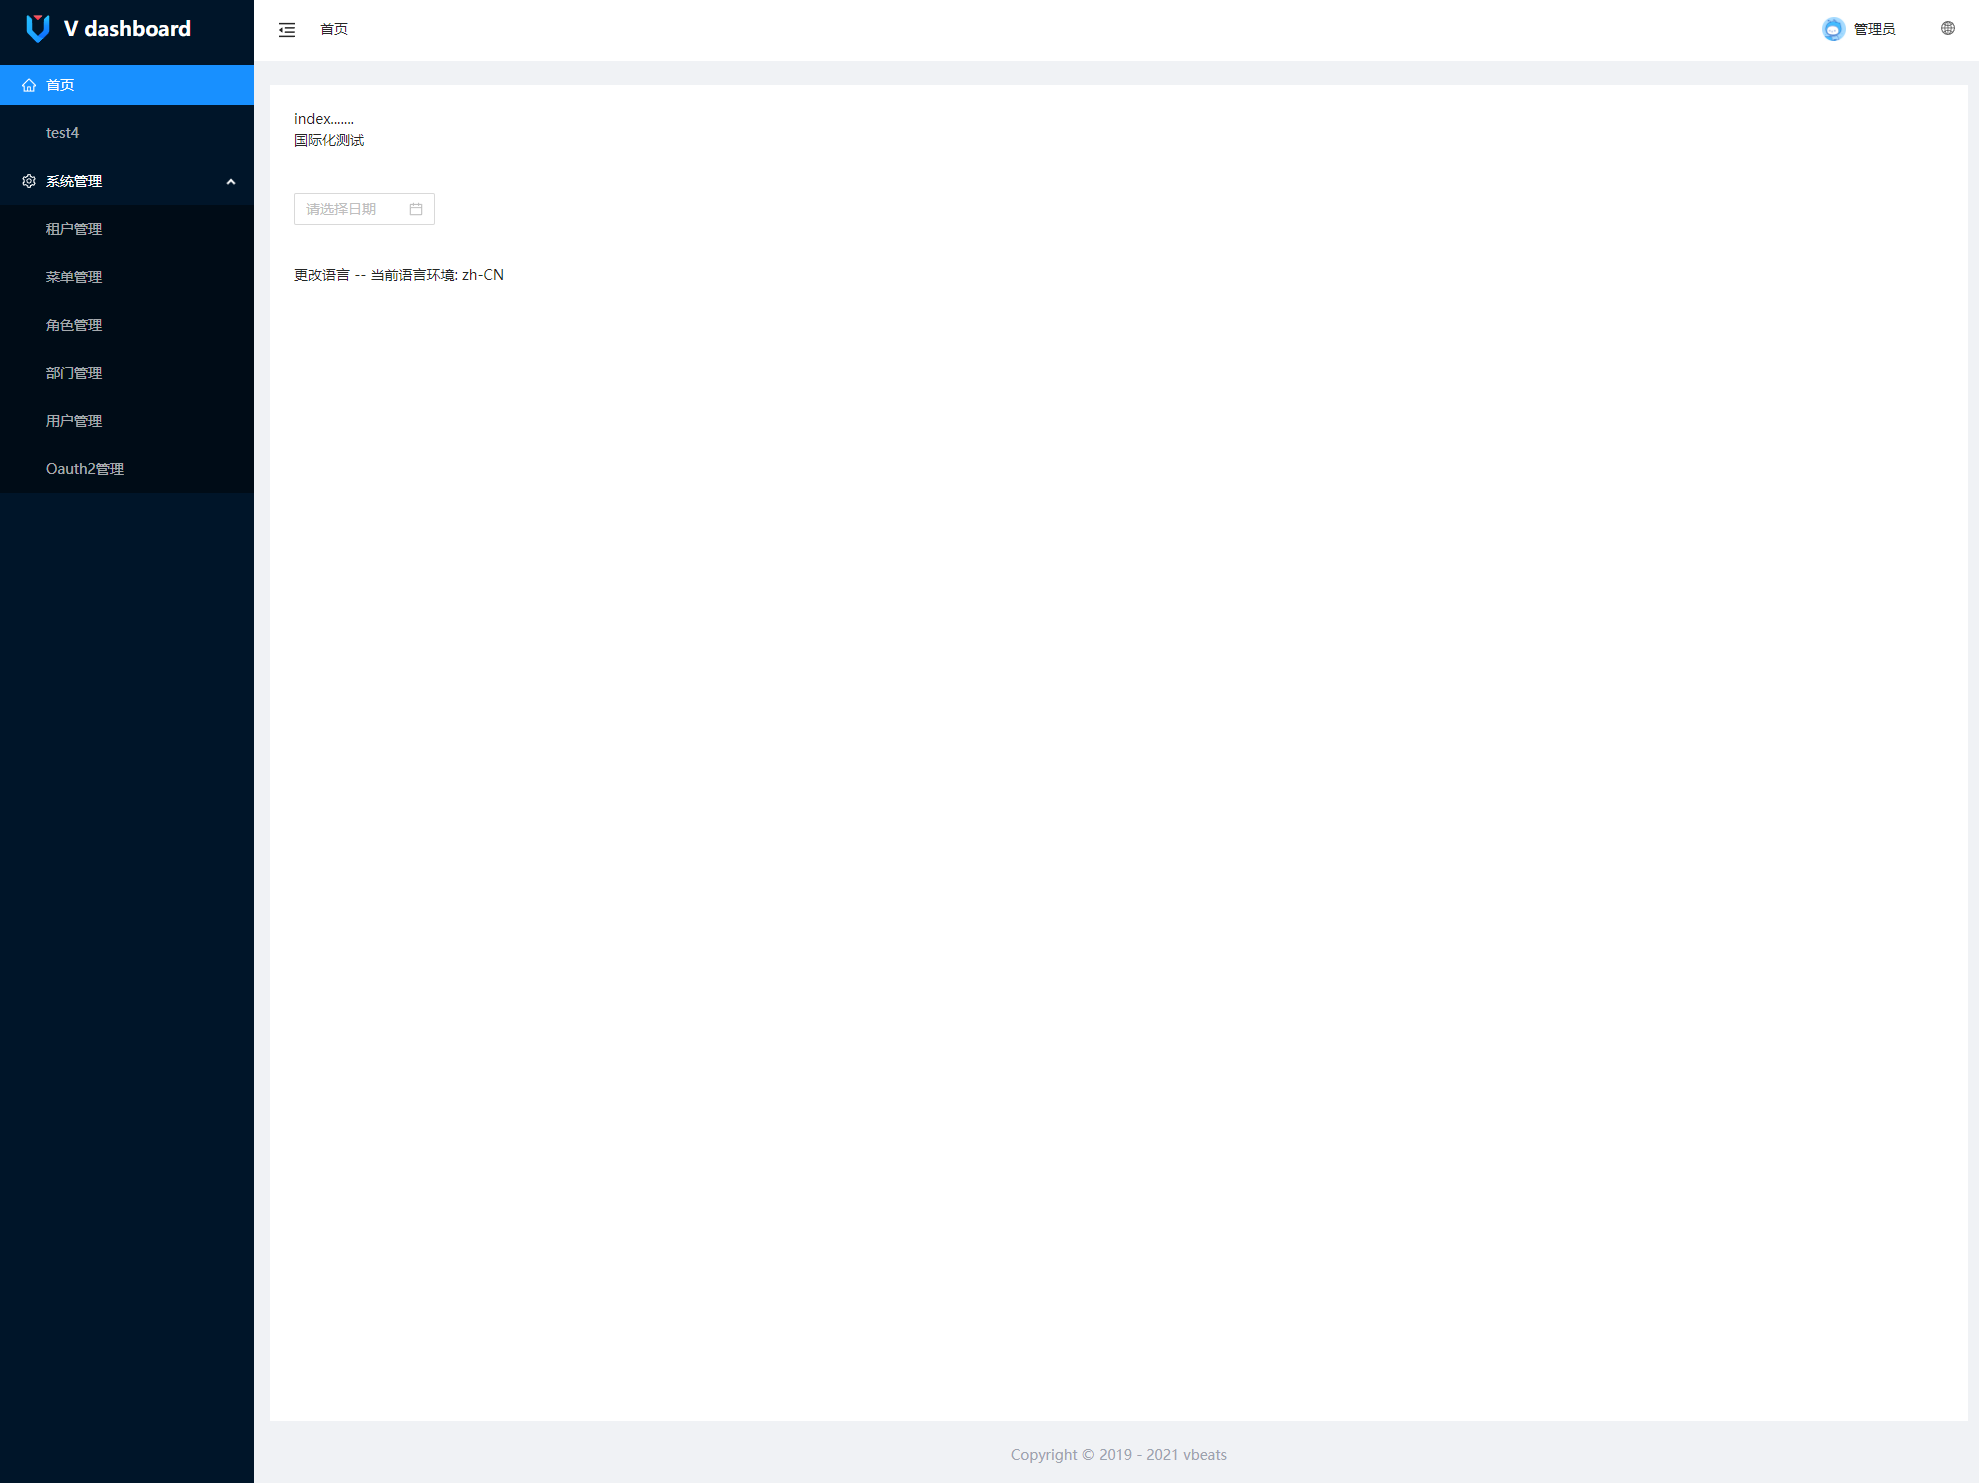 V dashboard
首页
test4
系统管理
租户管理
菜单管理
角色管理
部门管理
用户管理
Oauth2管理
首页
管理员
index.......
国际化测试
请选择日期
更改语言 -- 当前语言环境: zh-CN
Copyright © 2019 - 2021 vbeats